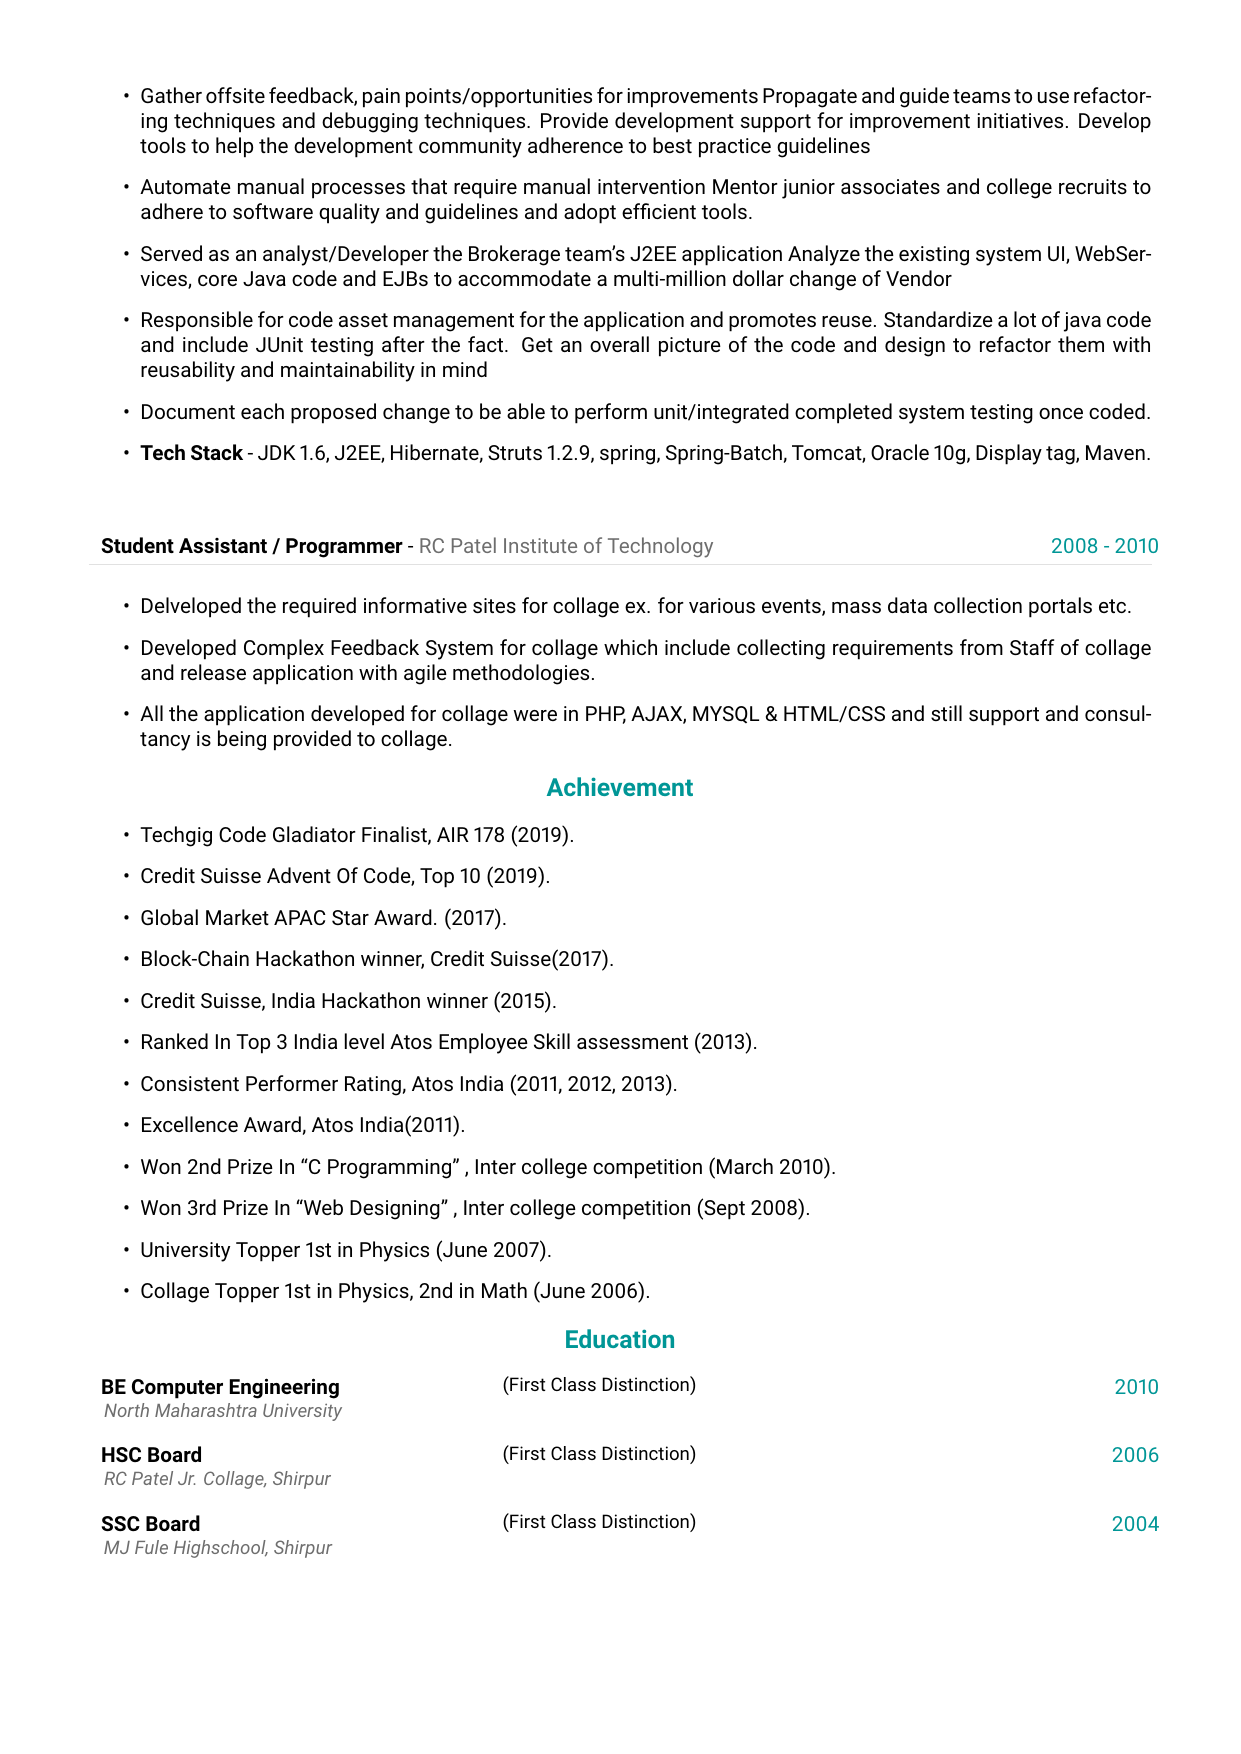 • Gather offsite feedback, pain points/opportunities for improvements Propagate and guide teams to use refactor-
ing techniques and debugging techniques. Provide development support for improvement initiatives. Develop
tools to help the development community adherence to best practice guidelines
• Automate manual processes that require manual intervention Mentor junior associates and college recruits to
adhere to software quality and guidelines and adopt efficient tools.
• Served as an analyst/Developer the Brokerage team’s J2EE application Analyze the existing system UI, WebSer-
vices, core Java code and EJBs to accommodate a multi-million dollar change of Vendor
• Responsible for code asset management for the application and promotes reuse. Standardize a lot of java code
and include JUnit testing after the fact. Get an overall picture of the code and design to refactor them with
reusability and maintainability in mind
• Document each proposed change to be able to perform unit/integrated completed system testing once coded.
• Tech Stack - JDK 1.6, J2EE, Hibernate, Struts 1.2.9, spring, Spring-Batch, Tomcat, Oracle 10g, Display tag, Maven.
Student Assistant / Programmer - RC Patel Institute of Technology 2008 - 2010
• Delveloped the required informative sites for collage ex. for various events, mass data collection portals etc.
• Developed Complex Feedback System for collage which include collecting requirements from Staff of collage
and release application with agile methodologies.
• All the application developed for collage were in PHP, AJAX, MYSQL & HTML/CSS and still support and consul-
tancy is being provided to collage.
Achievement
• Techgig Code Gladiator Finalist, AIR 178 (2019).
• Credit Suisse Advent Of Code, Top 10 (2019).
• Global Market APAC Star Award. (2017).
• Block-Chain Hackathon winner, Credit Suisse(2017).
• Credit Suisse, India Hackathon winner (2015).
• Ranked In Top 3 India level Atos Employee Skill assessment (2013).
• Consistent Performer Rating, Atos India (2011, 2012, 2013).
• Excellence Award, Atos India(2011).
• Won 2nd Prize In “C Programming” , Inter college competition (March 2010).
• Won 3rd Prize In “Web Designing” , Inter college competition (Sept 2008).
• University Topper 1st in Physics (June 2007).
• Collage Topper 1st in Physics, 2nd in Math (June 2006).
Education
BE Computer Engineering (First Class Distinction) 2010
North Maharashtra University
HSC Board (First Class Distinction) 2006
RC Patel Jr. Collage, Shirpur
SSC Board (First Class Distinction) 2004
MJ Fule Highschool, Shirpur